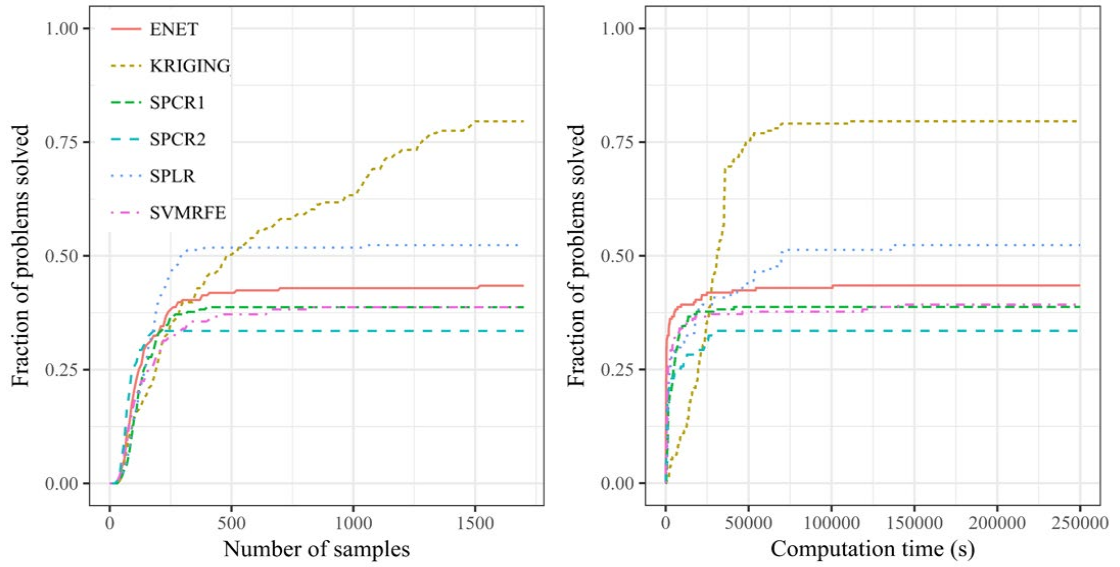 Fraction of problems solved
1.00
0.75
0.50
0.25
0.00
ENET
KRIGING
SPCR1
SPCR2
SPLR
SVMRFE
0 500 1000 1500
Number of samples
Fraction of problems solved
1.00
0.75
0.50
0.25
0.00
0 50000 100000 150000 200000 250000
Computation time (s)